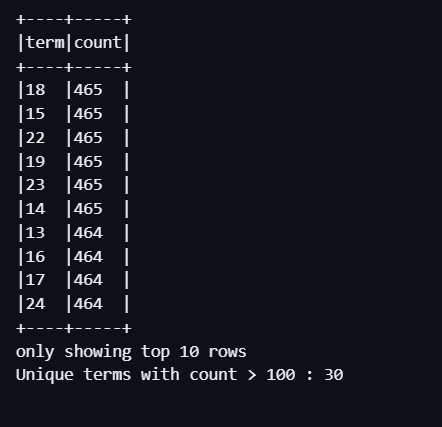 +----+-----+
|term|count|
+----+-----+
|18  |465  |
|15  |465  |
|22  |465  |
|19  |465  |
|23  |465  |
|14  |465  |
|13  |464  |
|16  |464  |
|17  |464  |
|24  |464  |
+----+-----+
only showing top 10 rows
Unique terms with count > 100 : 30